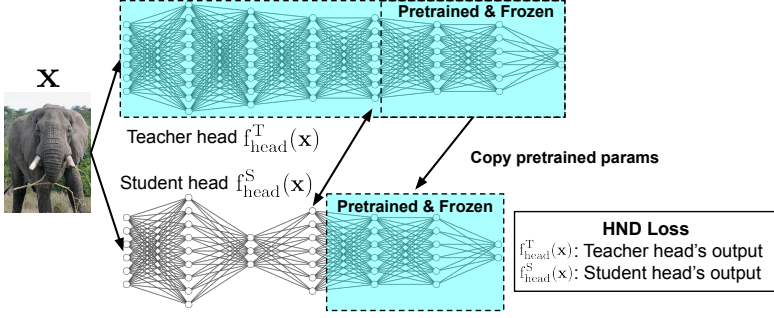 Pretrained & Frozen
x
Teacher head f^T_head(x)
Copy pretrained params
Student head f^S_head(x)
Pretrained & Frozen
HND Loss
f^T_head(x): Teacher head's output
f^S_head(x): Student head's output